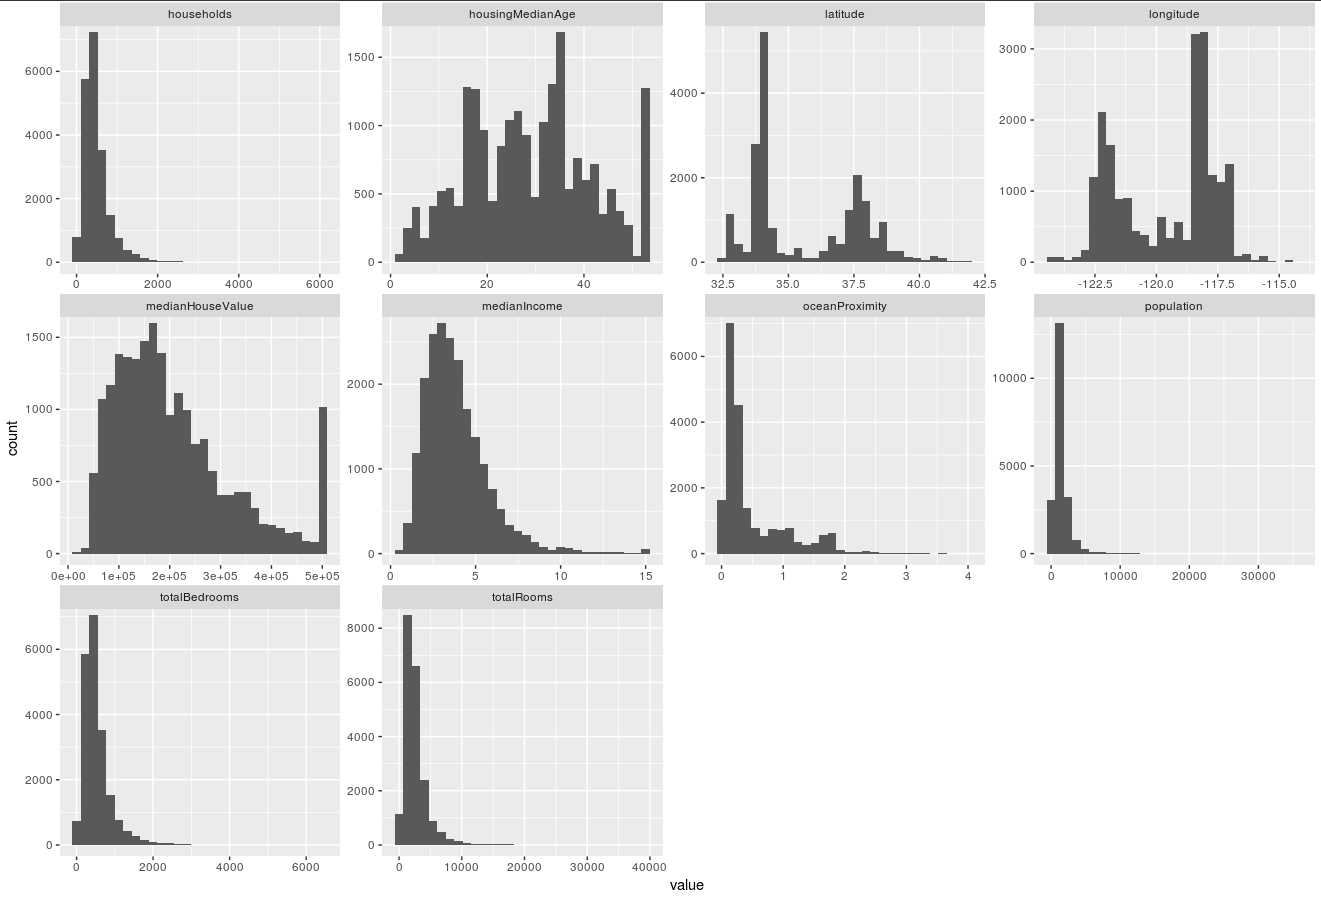 households housingMedianAge latitude longitude
6000
4000
2000
0
1500
1000
500
0
4000
2000
0
3000
2000
1000
0
0 2000 4000 6000
0 20 40
32.5 35.0 37.5 40.0 42.5
-122.5 -120.0 -117.5 -115.0
medianHouseValue medianIncome oceanProximity population
count
1500
1000
500
0
2000
1000
0
6000
4000
2000
0
10000
5000
0
0e+00 1e+05 2e+05 3e+05 4e+05 5e+05
0 5 10 15
0 1 2 3 4
0 10000 20000 30000
totalBedrooms totalRooms
6000
4000
2000
0
8000
6000
4000
2000
0
0 2000 4000 6000
0 10000 20000 30000 40000
value